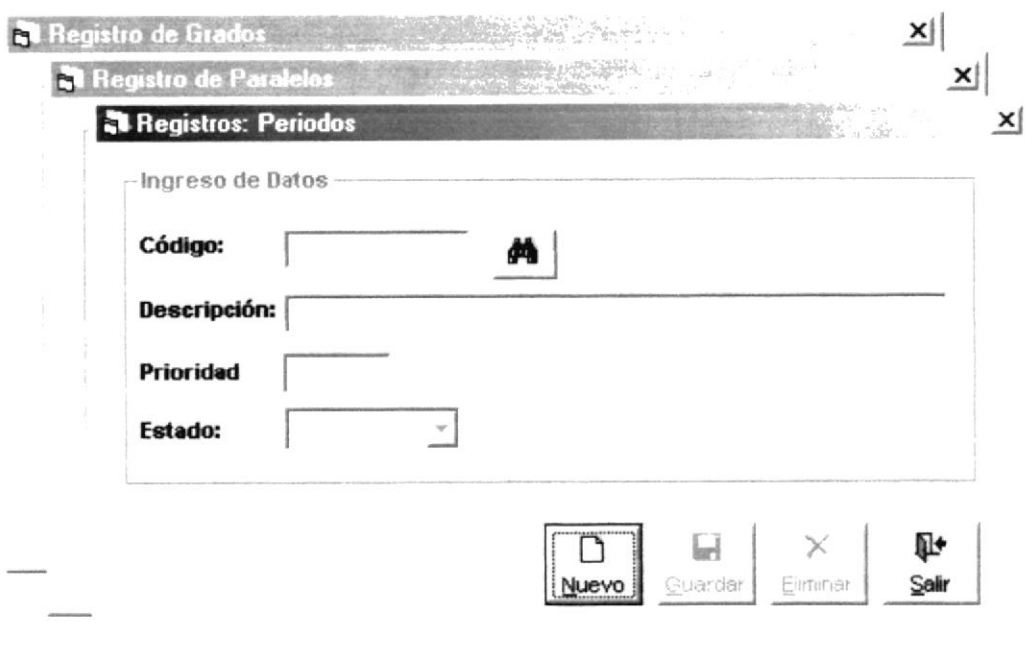 Registro de Grados
Registro de Paralelos
Registros: Periodos
Ingreso de Datos
Código:
Descripción:
Prioridad
Estado:
Nuevo Guardar Eliminar Salir